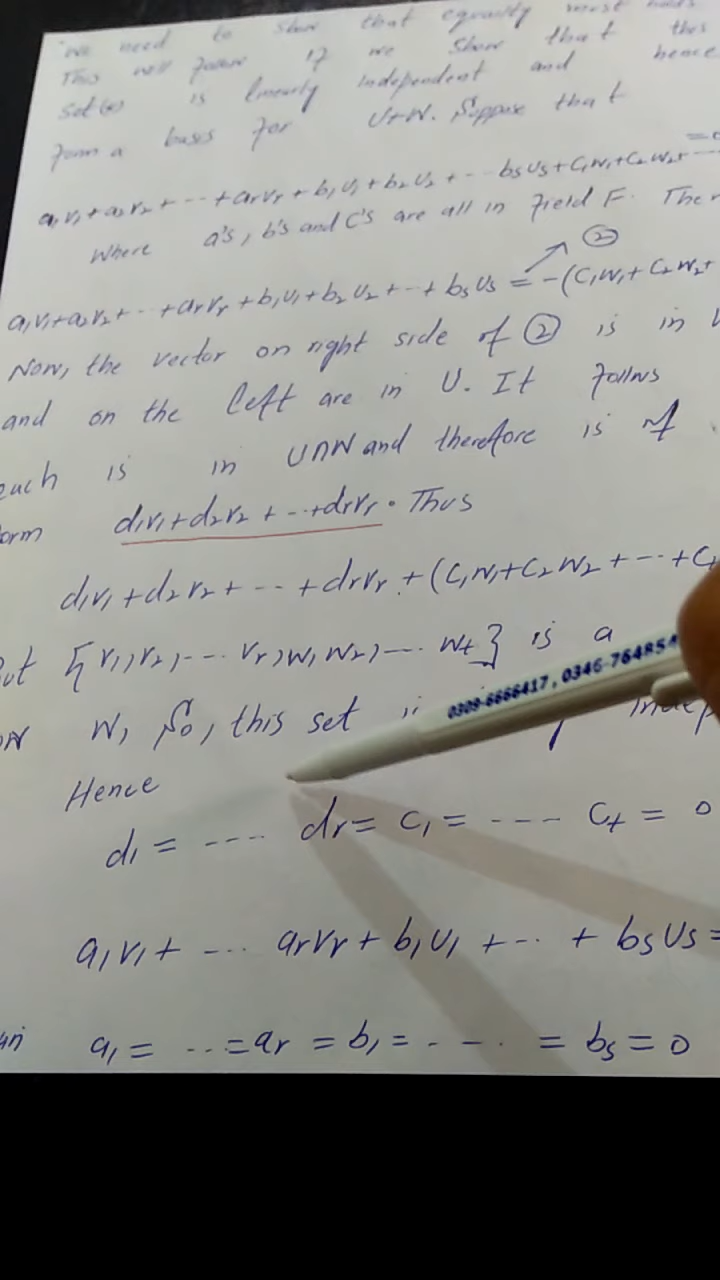 "We need to show that equality must holds
This will follow if we show that this
set(s) is linearly independent and hence
form a bases for U+W. Suppose that
a₁v₁+a₂v₂+ --- +arvr+b₁u₁+b₂u₂+ -- bsus+c₁w₁+c₂w₂+ --- =0
Where a's, b's and c's are all in field F. Then
②
a₁v₁+a₂v₂+ -- +arvr+b₁u₁+b₂u₂+ -- + bsus = -(c₁w₁+c₂w₂+
Now, the vector on right side of ② is in
and on the left are in U. It follows
each is in U∩W and therefore is of
form d₁v₁+d₂v₂ + --- +drvr. Thus
d₁v₁+d₂v₂+ --- +drvr+(c₁w₁+c₂w₂+ --- +
But {v₁,v₂, --- vr,w₁w₂, --- wt} is a
W, So, this set
0309-6666417, 0346-764854
Hence
d₁ = ---- dr = c₁ = ---- ct = 0
a₁v₁+ --- arvr + b₁u₁ + --- + bsus =
a₁ = --- =ar = b₁ = ---- = bs = 0